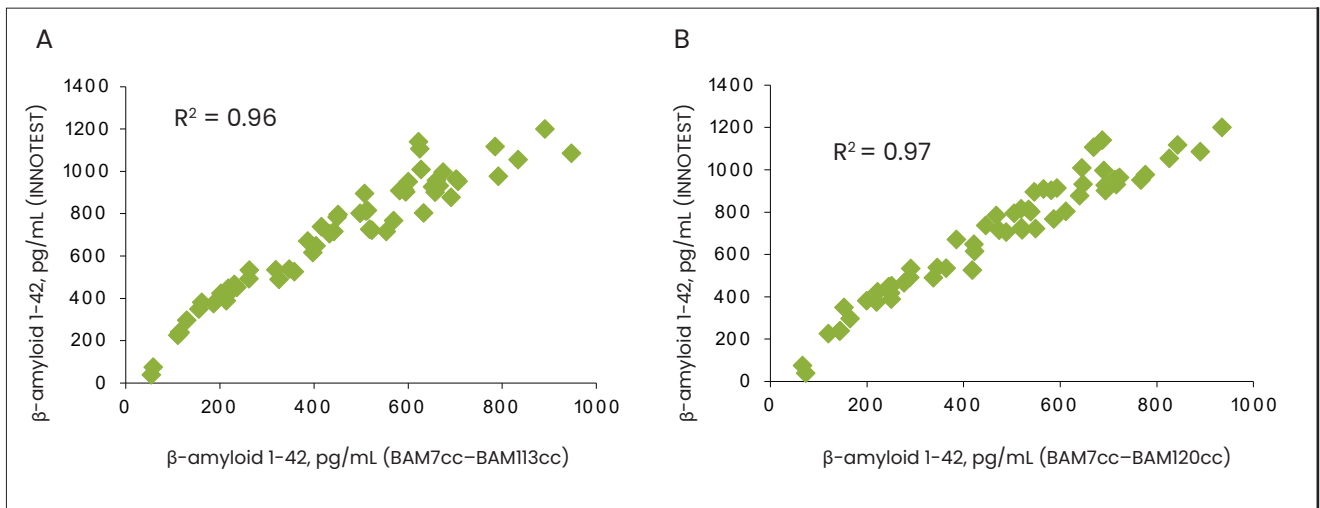 A
β-amyloid 1-42, pg/mL (INNOTEST)
1400
1200
1000
800
600
400
200
0
R² = 0.96
0 200 400 600 800 1000
β-amyloid 1-42, pg/mL (BAM7cc–BAM113cc)
B
β-amyloid 1-42, pg/mL (INNOTEST)
1400
1200
1000
800
600
400
200
0
R² = 0.97
0 200 400 600 800 1000
β-amyloid 1-42, pg/mL (BAM7cc–BAM120cc)